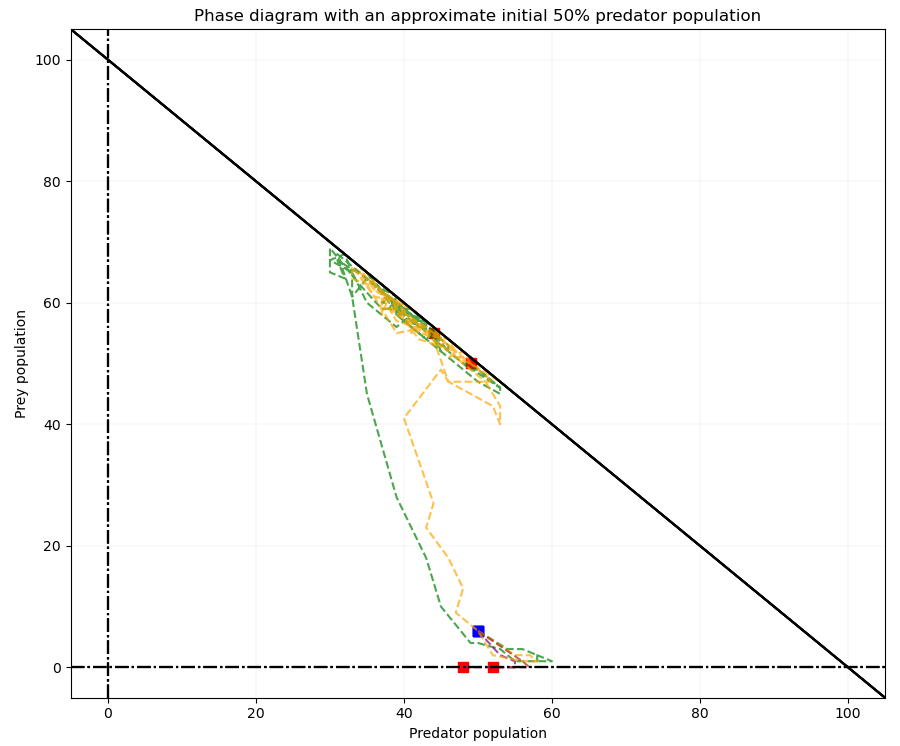 Phase diagram with an approximate initial 50% predator population
100
80
60
40
20
0
Prey population
0 20 40 60 80 100
Predator population